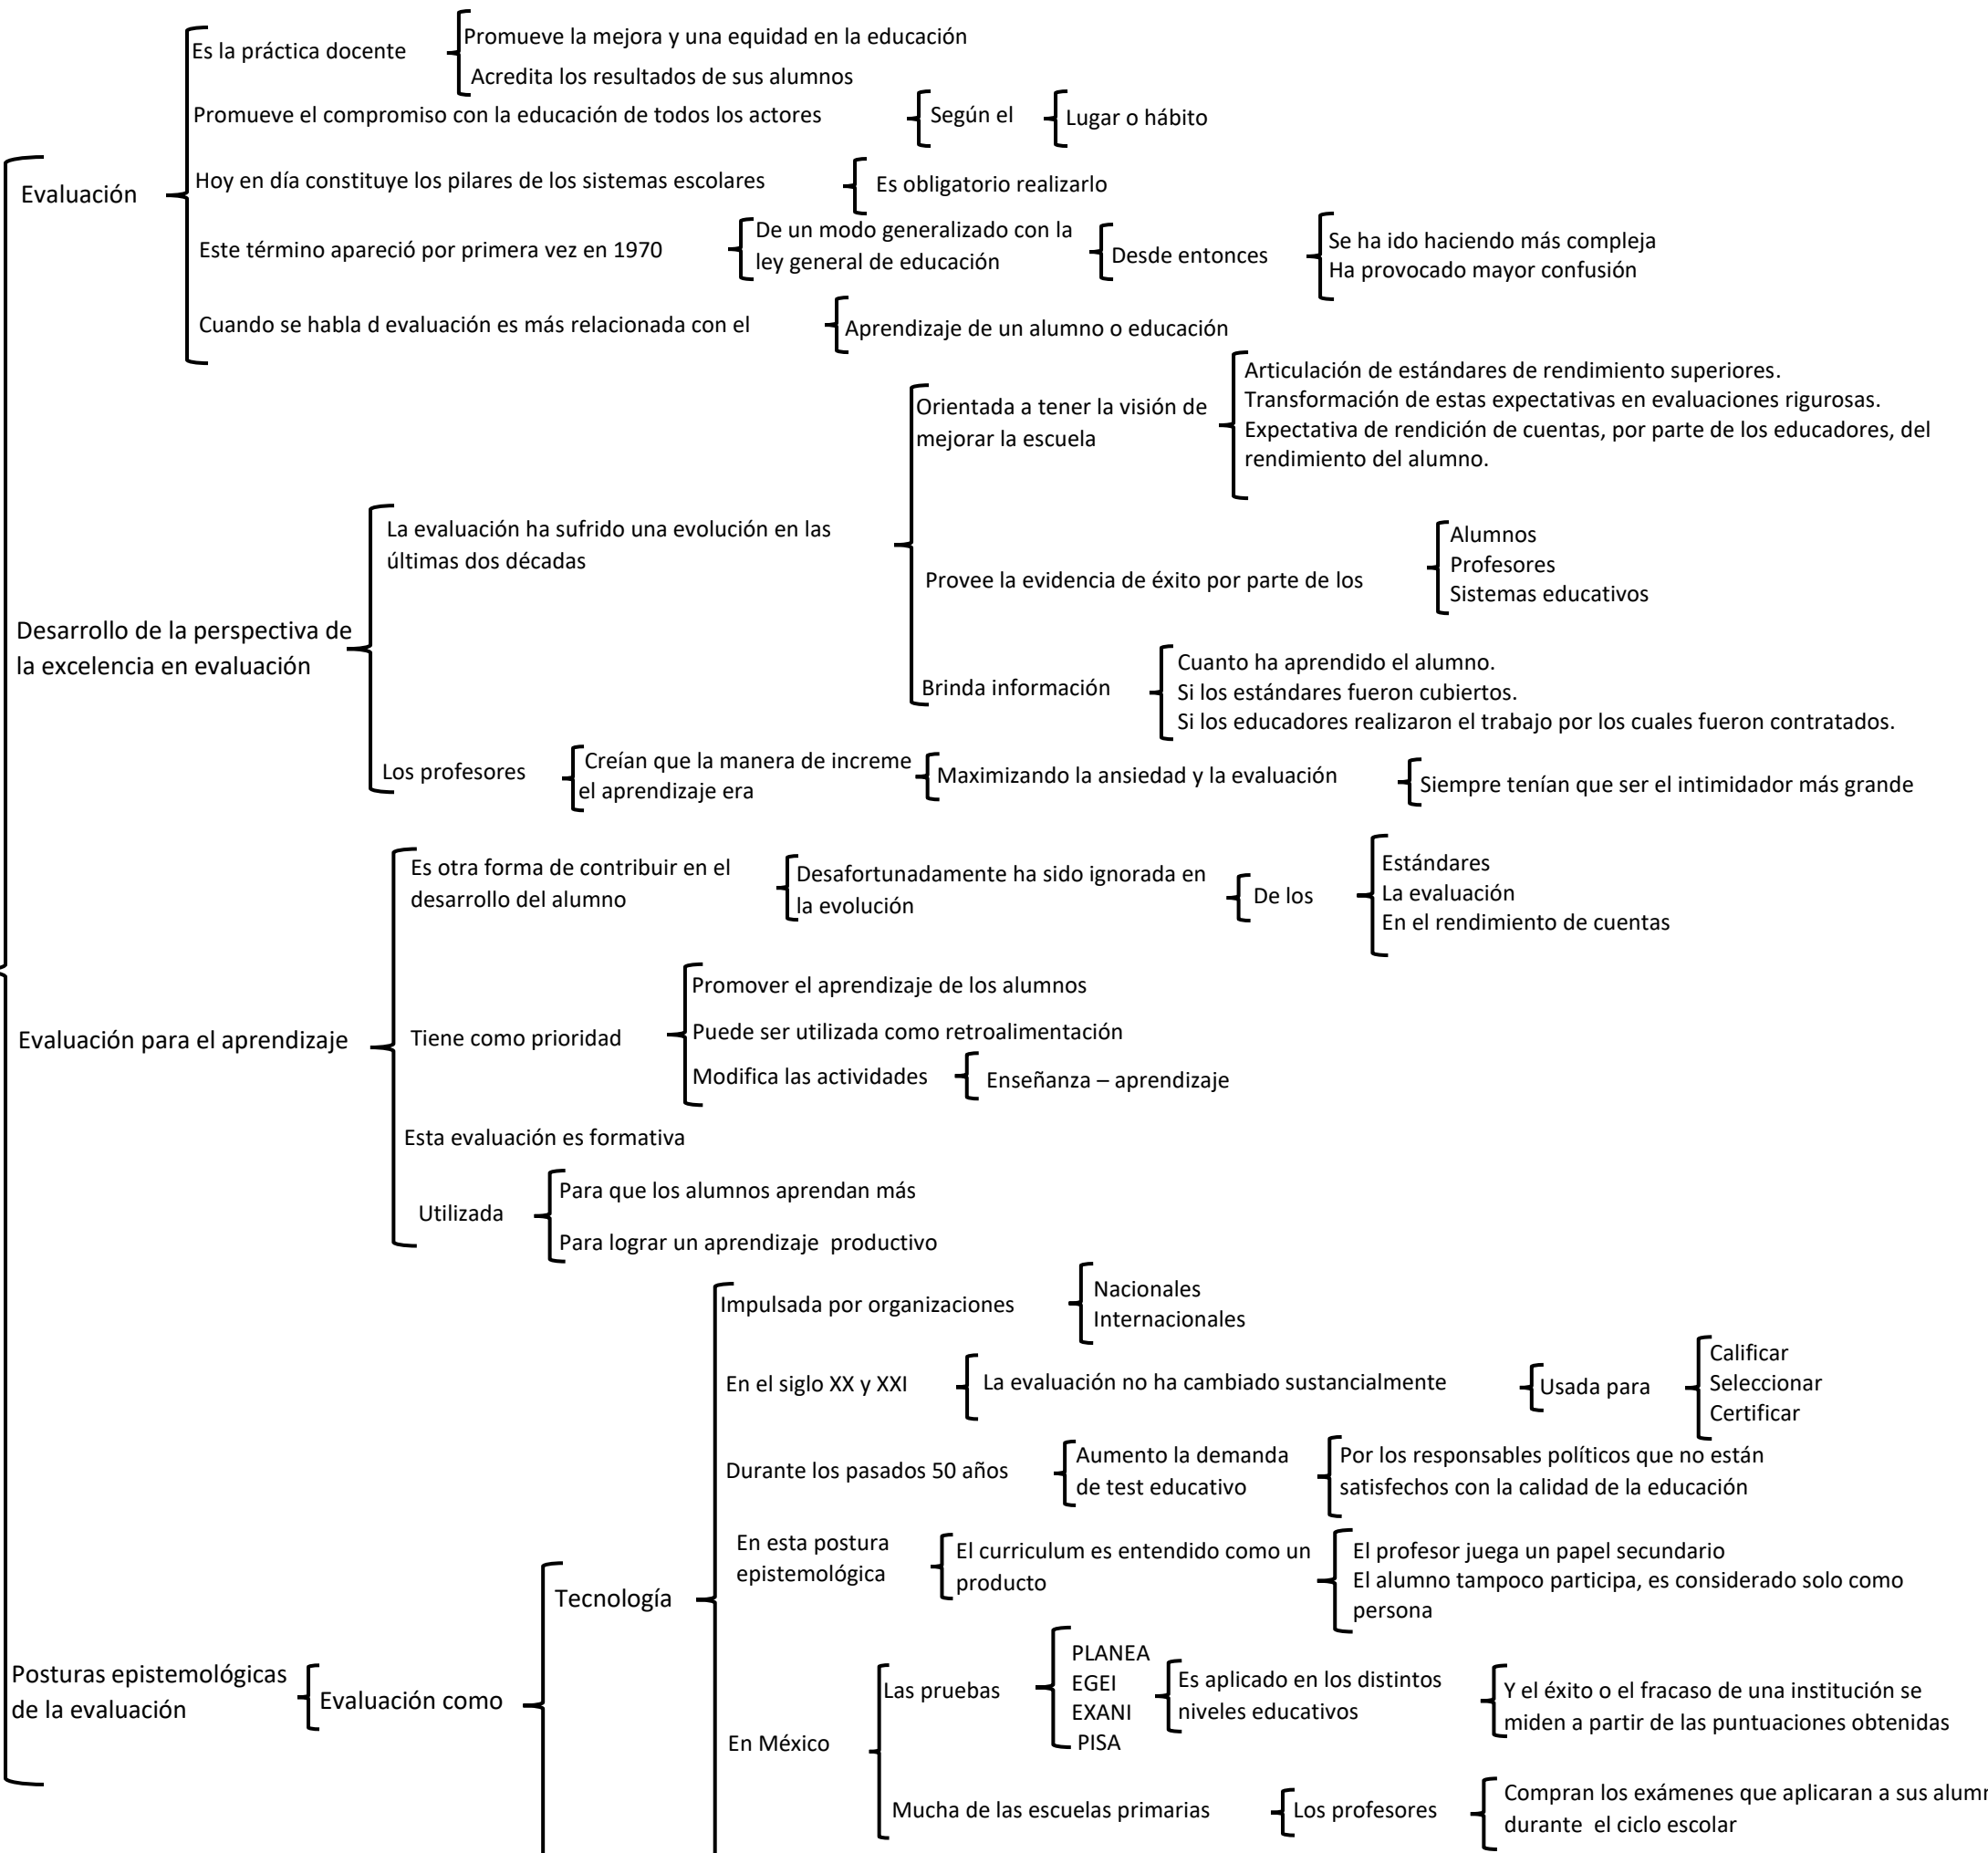 Es la práctica docente
Promueve la mejora y una equidad en la educación
Acredita los resultados de sus alumnos
Promueve el compromiso con la educación de todos los actores
Según el
Lugar o hábito
Evaluación
Hoy en día constituye los pilares de los sistemas escolares
Es obligatorio realizarlo
Este término apareció por primera vez en 1970
De un modo generalizado con la
ley general de educación
Desde entonces
Se ha ido haciendo más compleja
Ha provocado mayor confusión
Cuando se habla d evaluación es más relacionada con el
Aprendizaje de un alumno o educación
Desarrollo de la perspectiva de
la excelencia en evaluación
La evaluación ha sufrido una evolución en las
últimas dos décadas
Orientada a tener la visión de
mejorar la escuela
Articulación de estándares de rendimiento superiores.
Transformación de estas expectativas en evaluaciones rigurosas.
Expectativa de rendición de cuentas, por parte de los educadores, del
rendimiento del alumno.
Provee la evidencia de éxito por parte de los
Alumnos
Profesores
Sistemas educativos
Brinda información
Cuanto ha aprendido el alumno.
Si los estándares fueron cubiertos.
Si los educadores realizaron el trabajo por los cuales fueron contratados.
Los profesores
Creían que la manera de increme
el aprendizaje era
Maximizando la ansiedad y la evaluación
Siempre tenían que ser el intimidador más grande
Evaluación para el aprendizaje
Es otra forma de contribuir en el
desarrollo del alumno
Desafortunadamente ha sido ignorada en
la evolución
De los
Estándares
La evaluación
En el rendimiento de cuentas
Tiene como prioridad
Promover el aprendizaje de los alumnos
Puede ser utilizada como retroalimentación
Modifica las actividades
Enseñanza – aprendizaje
Esta evaluación es formativa
Utilizada
Para que los alumnos aprendan más
Para lograr un aprendizaje productivo
Posturas epistemológicas
de la evaluación
Evaluación como
Tecnología
Impulsada por organizaciones
Nacionales
Internacionales
En el siglo XX y XXI
La evaluación no ha cambiado sustancialmente
Usada para
Calificar
Seleccionar
Certificar
Durante los pasados 50 años
Aumento la demanda
de test educativo
Por los responsables políticos que no están
satisfechos con la calidad de la educación
En esta postura
epistemológica
El curriculum es entendido como un
producto
El profesor juega un papel secundario
El alumno tampoco participa, es considerado solo como
persona
En México
Las pruebas
PLANEA
EGEI
EXANI
PISA
Es aplicado en los distintos
niveles educativos
Y el éxito o el fracaso de una institución se
miden a partir de las puntuaciones obtenidas
Mucha de las escuelas primarias
Los profesores
Compran los exámenes que aplicaran a sus alumn
durante el ciclo escolar